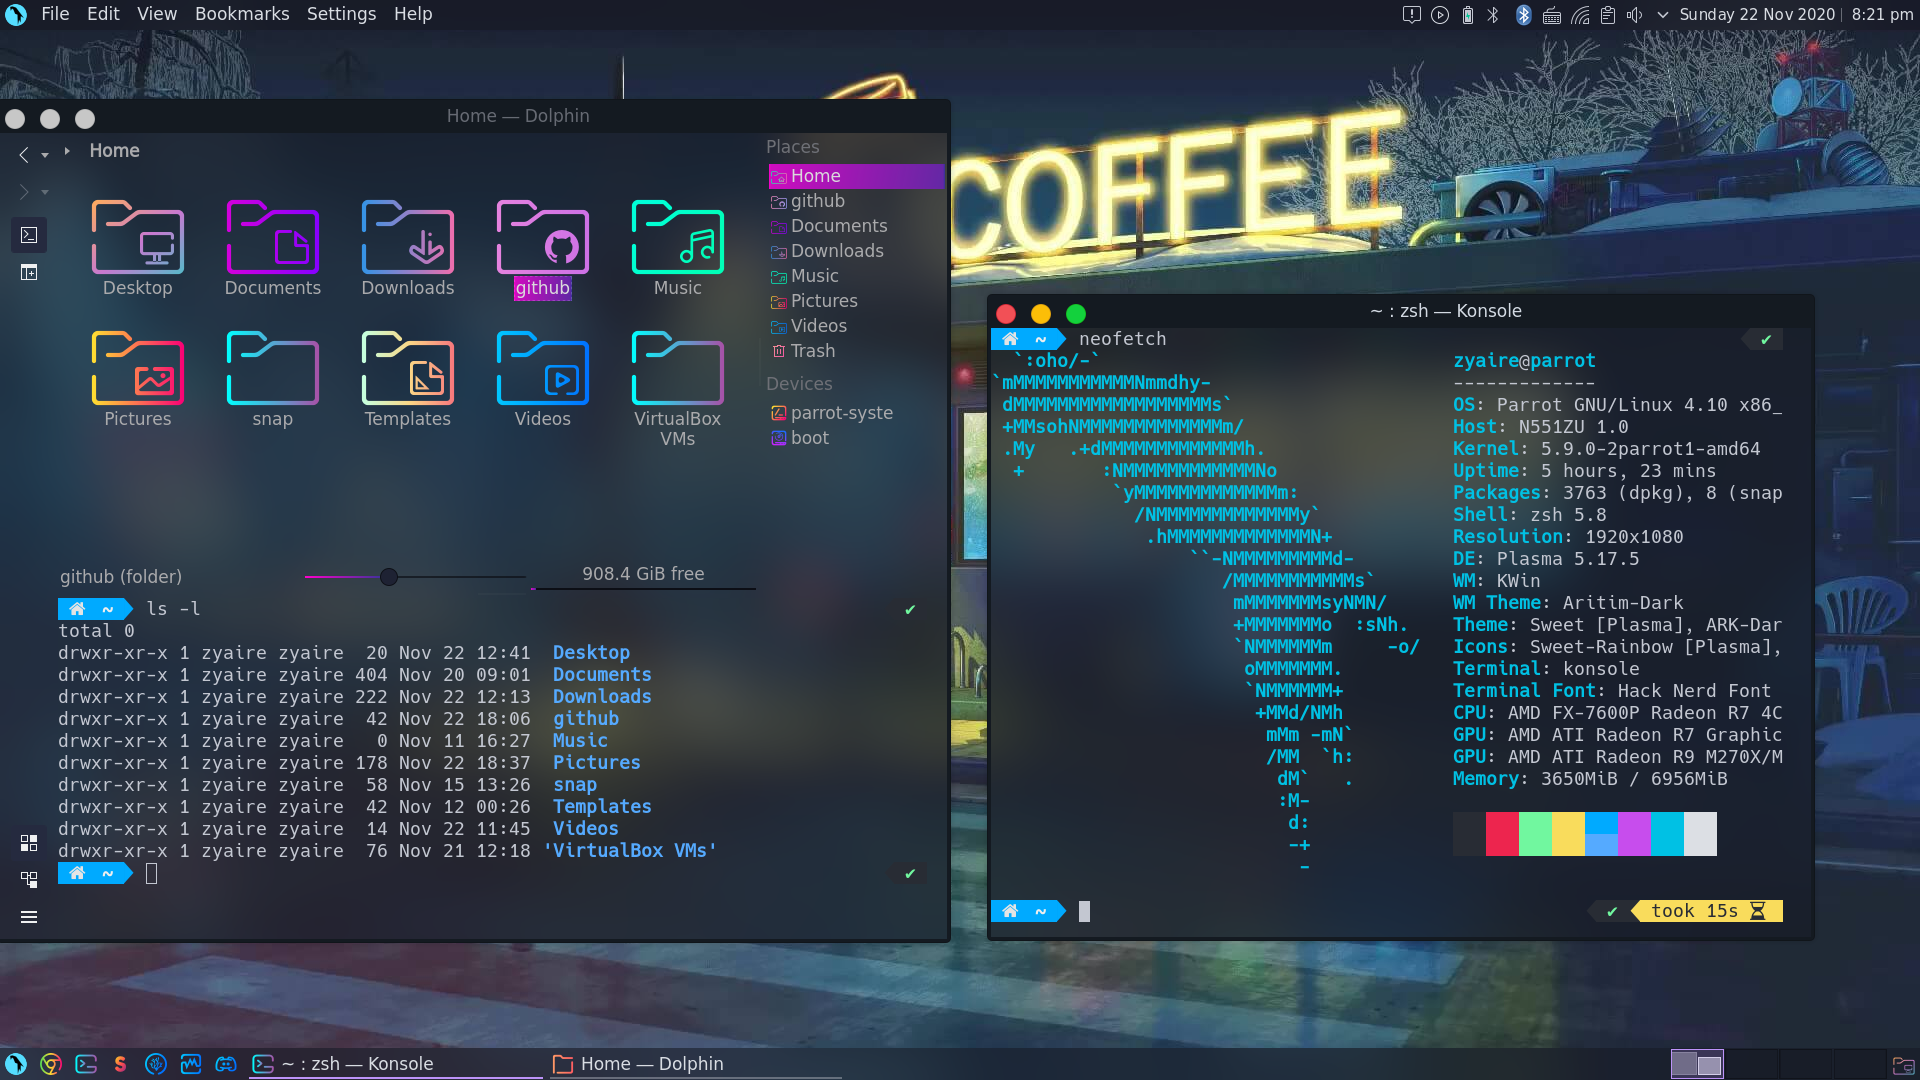 File Edit View Bookmarks Settings Help
Sunday 22 Nov 2020 8:21 pm
COFFEE
Home — Dolphin
Home
Desktop Documents Downloads github Music
Pictures snap Templates Videos VirtualBox VMs
Places
Home
github
Documents
Downloads
Music
Pictures
Videos
Trash
Devices
parrot-syste
boot
github (folder)
908.4 GiB free
~ ls -l ✔
total 0
drwxr-xr-x 1 zyaire zyaire  20 Nov 22 12:41  Desktop
drwxr-xr-x 1 zyaire zyaire 404 Nov 20 09:01  Documents
drwxr-xr-x 1 zyaire zyaire 222 Nov 22 12:13  Downloads
drwxr-xr-x 1 zyaire zyaire  42 Nov 22 18:06  github
drwxr-xr-x 1 zyaire zyaire   0 Nov 11 16:27  Music
drwxr-xr-x 1 zyaire zyaire 178 Nov 22 18:37  Pictures
drwxr-xr-x 1 zyaire zyaire  58 Nov 15 13:26  snap
drwxr-xr-x 1 zyaire zyaire  42 Nov 12 00:26  Templates
drwxr-xr-x 1 zyaire zyaire  14 Nov 22 11:45  Videos
drwxr-xr-x 1 zyaire zyaire  76 Nov 21 12:18 'VirtualBox VMs'
~ ✔
~ : zsh — Konsole
~ neofetch ✔
`:oho/-`
`mMMMMMMMMMMMNmmdhy-
dMMMMMMMMMMMMMMMMMMs`
+MMsohNMMMMMMMMMMMMMm/
.My   .+dMMMMMMMMMMMMMh.
+       :NMMMMMMMMMMMMNo
`yMMMMMMMMMMMMMm:
/NMMMMMMMMMMMMMy`
.hMMMMMMMMMMMMMN+
``-NMMMMMMMMMd-
/MMMMMMMMMMMs`
mMMMMMMMsyNMN/
+MMMMMMMo  :sNh.
`NMMMMMMm     -o/
oMMMMMMM.
`NMMMMMM+
+MMd/NMh
mMm -mN`
/MM  `h:
dM`   .
:M-
d:
-+
-
zyaire@parrot
-------------
OS: Parrot GNU/Linux 4.10 x86_
Host: N551ZU 1.0
Kernel: 5.9.0-2parrot1-amd64
Uptime: 5 hours, 23 mins
Packages: 3763 (dpkg), 8 (snap
Shell: zsh 5.8
Resolution: 1920x1080
DE: Plasma 5.17.5
WM: KWin
WM Theme: Aritim-Dark
Theme: Sweet [Plasma], ARK-Dar
Icons: Sweet-Rainbow [Plasma],
Terminal: konsole
Terminal Font: Hack Nerd Font
CPU: AMD FX-7600P Radeon R7 4C
GPU: AMD ATI Radeon R7 Graphic
GPU: AMD ATI Radeon R9 M270X/M
Memory: 3650MiB / 6956MiB
~ ✔ took 15s
~ : zsh — Konsole
Home — Dolphin